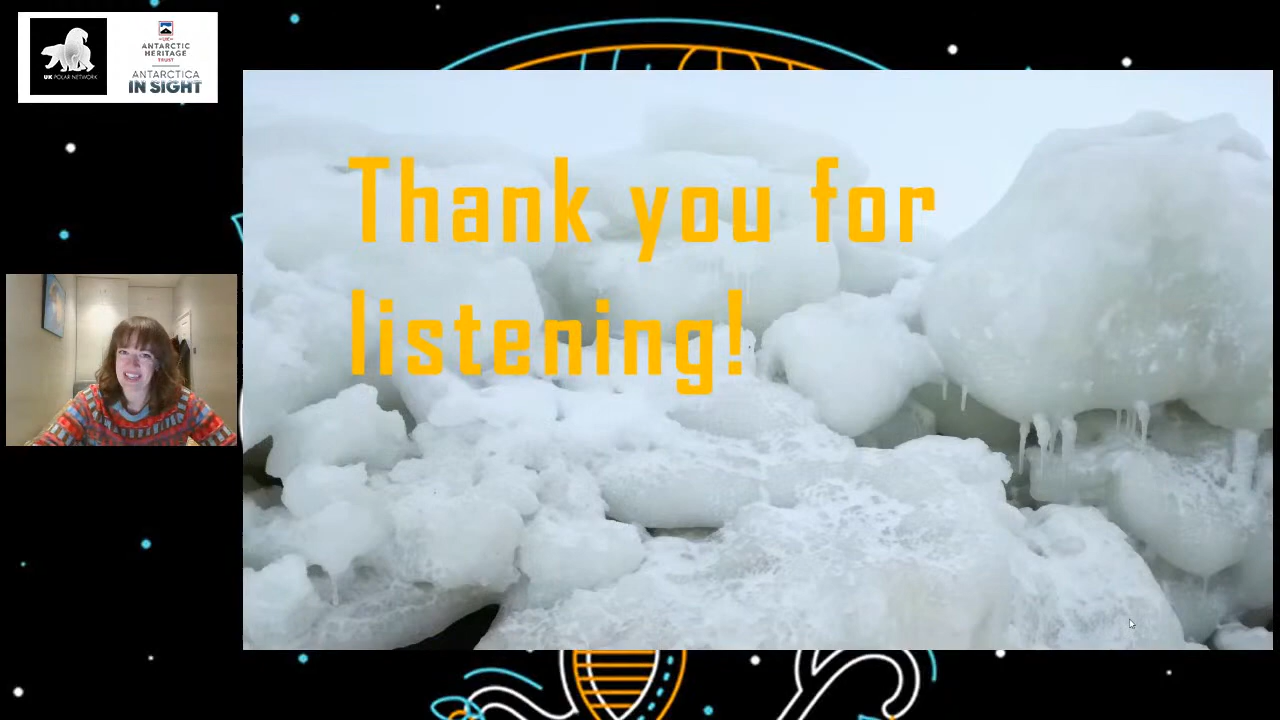 UK POLAR NETWORK
UK
ANTARCTIC
HERITAGE
TRUST
ANTARCTICA
IN SIGHT
Thank you for
listening!